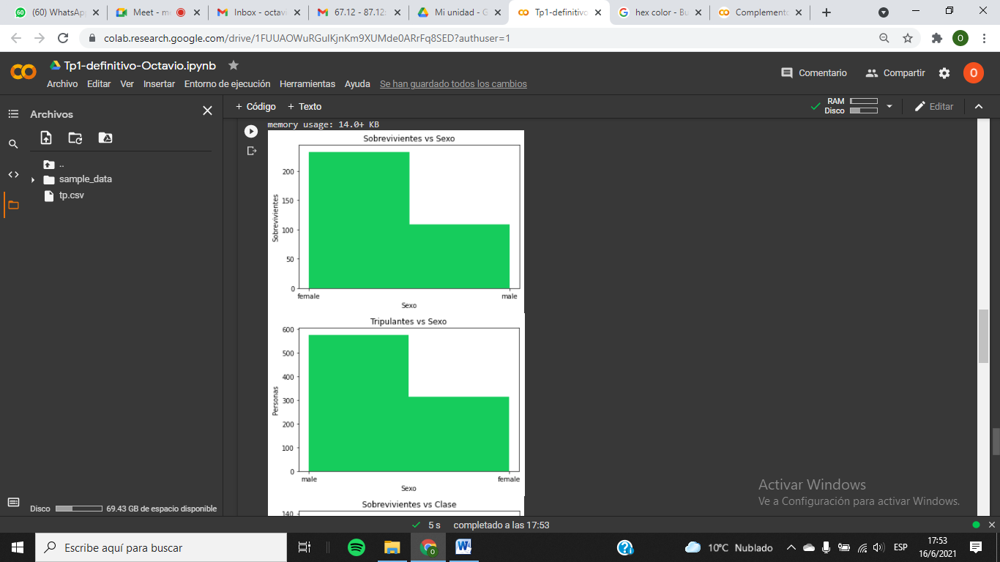 (60) WhatsApp
Meet - m
Inbox - octavi
67.12 - 87.12:
Mi unidad - G
Tp1-definitivo
hex color - Bu
Complemento
colab.research.google.com/drive/1FUUAOWuRGulKjnKm9XUMde0ARrFq8SED?authuser=1
O
Tp1-definitivo-Octavio.ipynb
Archivo Editar Ver Insertar Entorno de ejecución Herramientas Ayuda Se han guardado todos los cambios
Comentario Compartir O
Archivos
+ Código + Texto
RAM
Disco
Editar
..
sample_data
tp.csv
memory usage: 14.0+ KB
Sobrevivientes vs Sexo
Sobrevivientes
200
150
100
50
0
female male
Sexo
Tripulantes vs Sexo
Personas
600
500
400
300
200
100
0
male female
Sexo
Sobrevivientes vs Clase
140
Disco 69.43 GB de espacio disponible
Activar Windows
Ve a Configuración para activar Windows.
5 s completado a las 17:53
Escribe aquí para buscar
10°C Nublado
ESP
17:53
16/6/2021